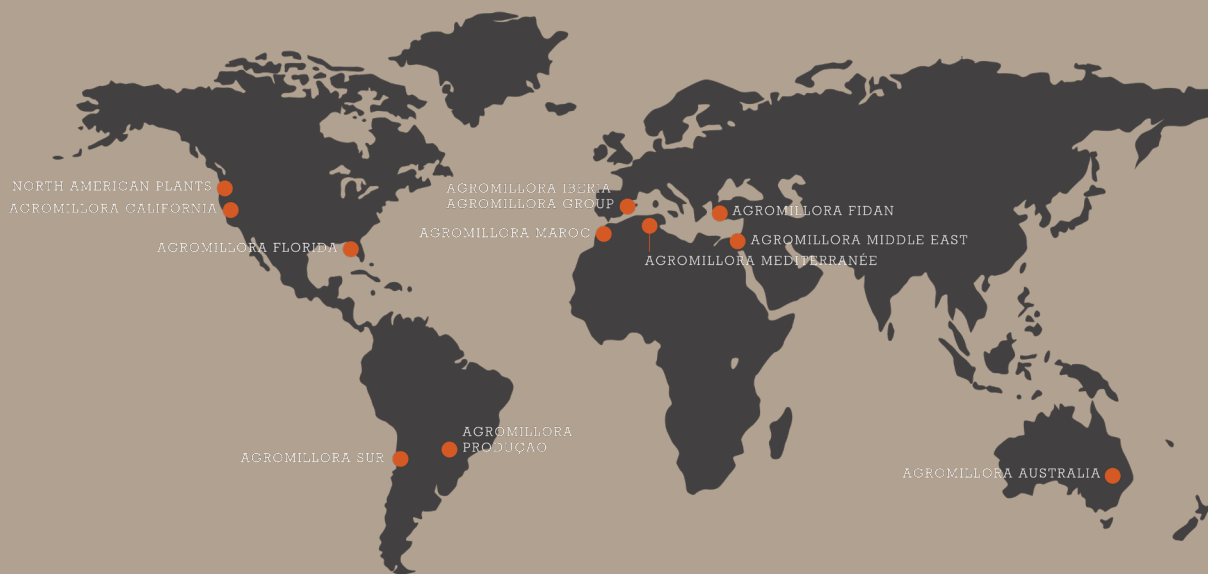 NORTH AMERICAN PLANTS
AGROMILLORA CALIFORNIA
AGROMILLORA FLORIDA
AGROMILLORA IBERIA
AGROMILLORA GROUP
AGROMILLORA MAROC
AGROMILLORA FIDAN
AGROMILLORA MIDDLE EAST
AGROMILLORA MEDITERRANÉE
AGROMILLORA
PRODUÇAO
AGROMILLORA SUR
AGROMILLORA AUSTRALIA